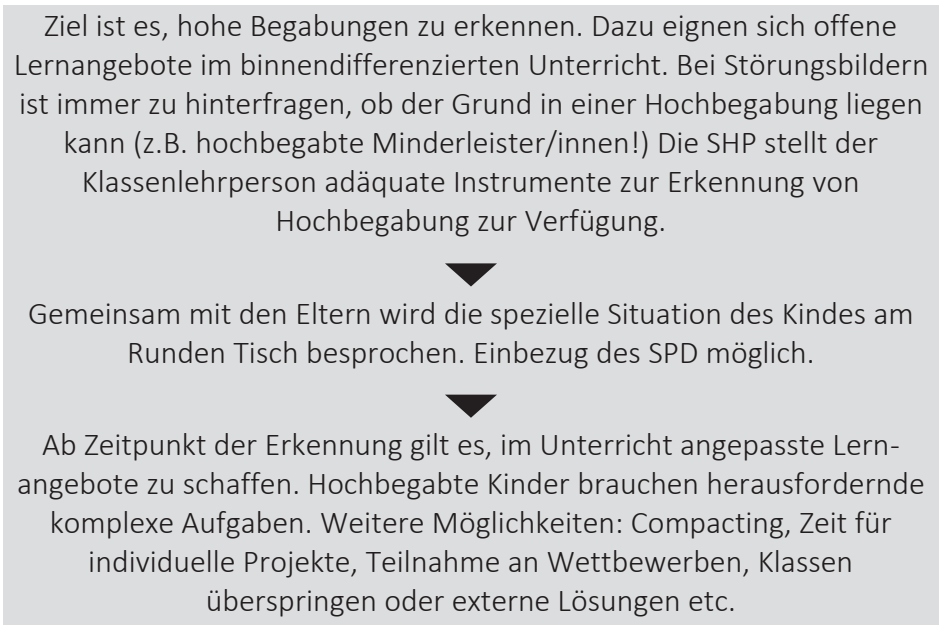 Ziel ist es, hohe Begabungen zu erkennen. Dazu eignen sich offene
Lernangebote im binnendifferenzierten Unterricht. Bei Störungsbildern
ist immer zu hinterfragen, ob der Grund in einer Hochbegabung liegen
kann (z.B. hochbegabte Minderleister/innen!) Die SHP stellt der
Klassenlehrperson adäquate Instrumente zur Erkennung von
Hochbegabung zur Verfügung.
Gemeinsam mit den Eltern wird die spezielle Situation des Kindes am
Runden Tisch besprochen. Einbezug des SPD möglich.
Ab Zeitpunkt der Erkennung gilt es, im Unterricht angepasste Lern-
angebote zu schaffen. Hochbegabte Kinder brauchen herausfordernde
komplexe Aufgaben. Weitere Möglichkeiten: Compacting, Zeit für
individuelle Projekte, Teilnahme an Wettbewerben, Klassen
überspringen oder externe Lösungen etc.